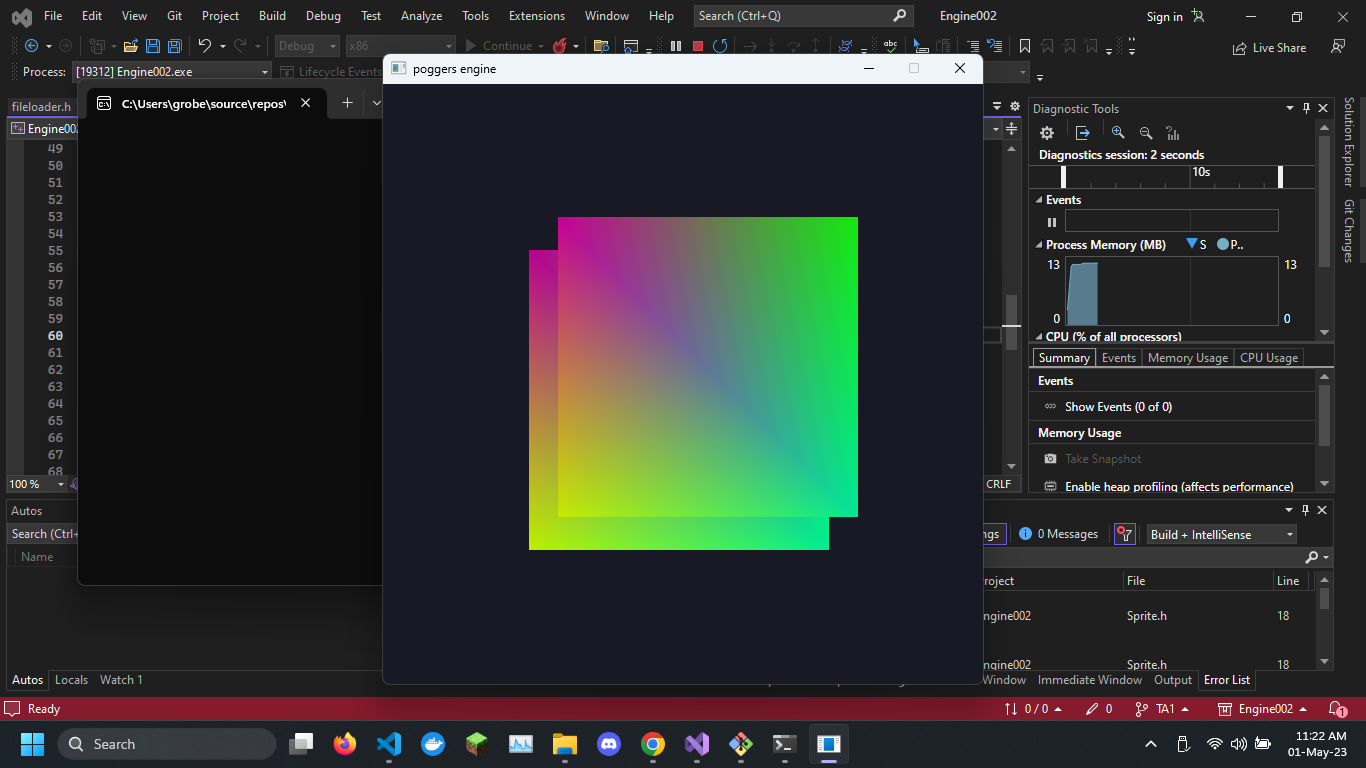 File Edit View Git Project Build Debug Test Analyze Tools Extensions Window Help Search (Ctrl+Q) Engine002 Sign in
Debug x86 Continue Live Share
Process: [19312] Engine002.exe Lifecycle Events
poggers engine
C:\Users\grobe\source\repos\
fileloader.h
Engine002
Diagnostic Tools
Diagnostics session: 2 seconds
10s
Events
Process Memory (MB) S P..
13 13
0 0
CPU (% of all processors)
Summary Events Memory Usage CPU Usage
Events
Show Events (0 of 0)
Memory Usage
Take Snapshot
Enable heap profiling (affects performance)
Solution Explorer
Git Changes
49
50
51
52
53
54
55
56
57
58
59
60
61
62
63
64
65
66
67
68
100 % CRLF
Autos
Search (Ctrl+
Name
ngs 0 Messages Build + IntelliSense
roject File Line
ngine002 Sprite.h 18
ngine002 Sprite.h 18
Autos Locals Watch 1
Window Immediate Window Output Error List
Ready 0 / 0 0 TA1 Engine002 1
Search
11:22 AM
01-May-23